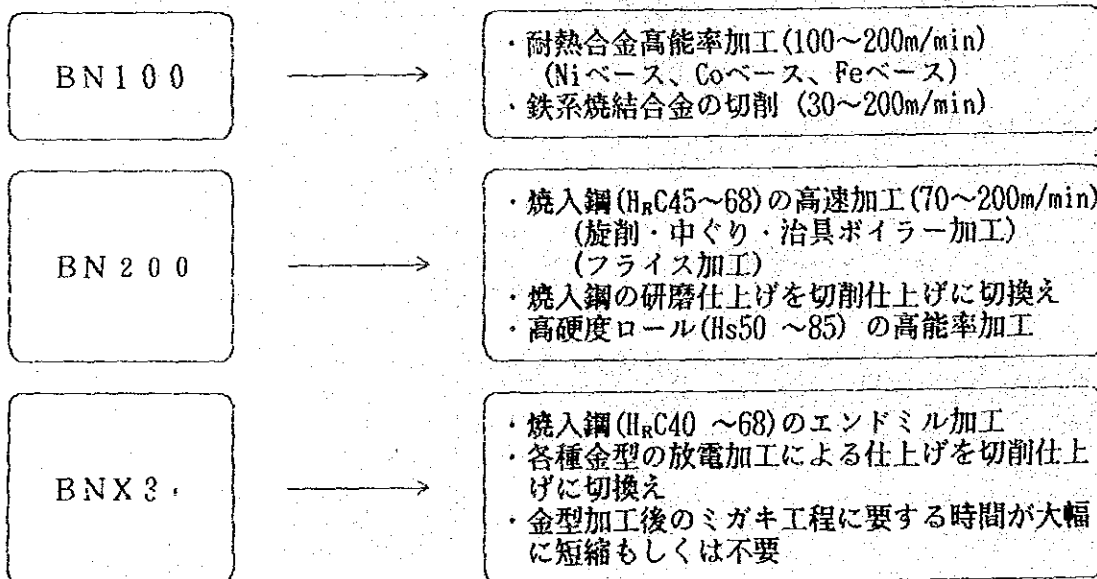 BN100
・耐熱合金高能率加工(100～200m/min)
(Niベース、Coベース、Feベース)
・鉄系焼結合金の切削 (30～200m/min)
BN200
・焼入鋼(HRC45～68)の高速加工(70～200m/min)
(旋削・中ぐり・治具ボイラー加工)
(フライス加工)
・焼入鋼の研磨仕上げを切削仕上げに切換え
・高硬度ロール(Hs50 ～85) の高能率加工
BNX3
・焼入鋼(HRC40 ～68)のエンドミル加工
・各種金型の放電加工による仕上げを切削仕上
げに切換え
・金型加工後のミガキ工程に要する時間が大幅
に短縮もしくは不要